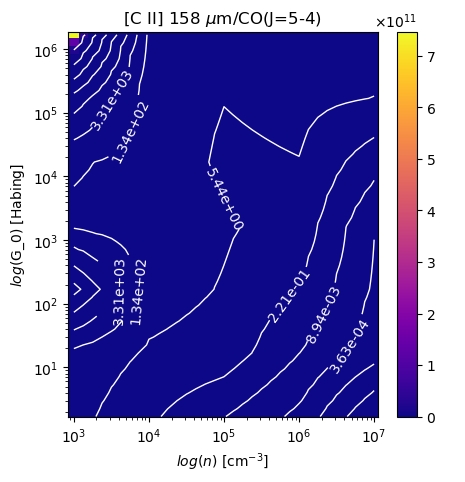 [C II] 158 μm/CO(J=5-4)
×10¹¹
log(G_0) [Habing]
10⁶
10⁵
10⁴
10³
10²
10¹
3.31e+03
1.34e+02
5.44e+00
3.31e+03
1.34e+02
2.21e-01
8.94e-03
3.63e-04
10³ 10⁴ 10⁵ 10⁶ 10⁷
log(n) [cm⁻³]
7
6
5
4
3
2
1
0